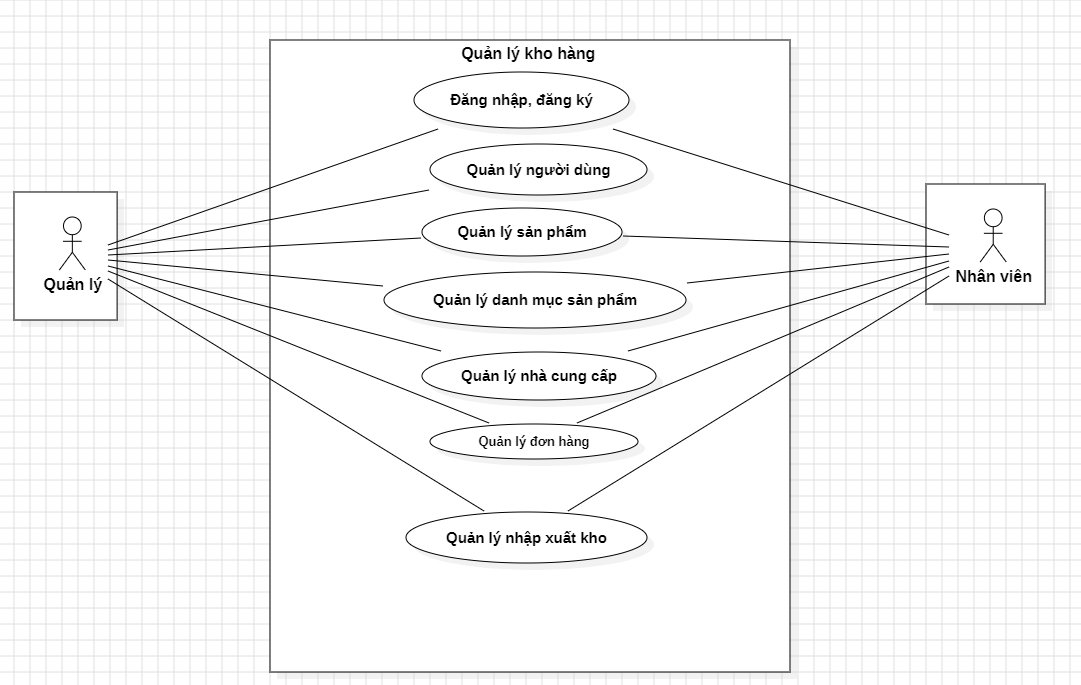 Quản lý kho hàng
Đăng nhập, đăng ký
Quản lý người dùng
Quản lý sản phẩm
Quản lý danh mục sản phẩm
Quản lý nhà cung cấp
Quản lý đơn hàng
Quản lý nhập xuất kho
Quản lý
Nhân viên